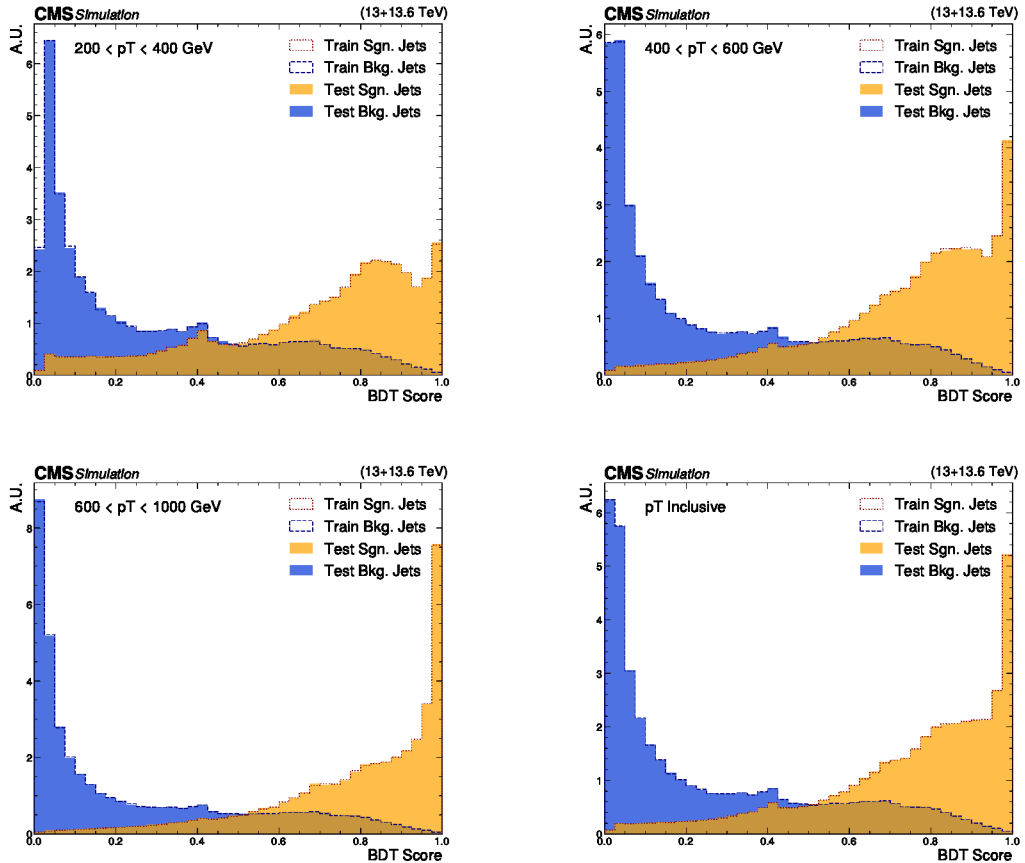 CMS Simulation (13+13.6 TeV)
A.U.
200 < pT < 400 GeV
Train Sgn. Jets
Train Bkg. Jets
Test Sgn. Jets
Test Bkg. Jets
6
5
4
3
2
1
0
0.0 0.2 0.4 0.6 0.8 1.0
BDT Score
CMS Simulation (13+13.6 TeV)
A.U.
400 < pT < 600 GeV
Train Sgn. Jets
Train Bkg. Jets
Test Sgn. Jets
Test Bkg. Jets
6
5
4
3
2
1
0
0.0 0.2 0.4 0.6 0.8 1.0
BDT Score
CMS Simulation (13+13.6 TeV)
A.U.
600 < pT < 1000 GeV
Train Sgn. Jets
Train Bkg. Jets
Test Sgn. Jets
Test Bkg. Jets
8
6
4
2
0
0.0 0.2 0.4 0.6 0.8 1.0
BDT Score
CMS Simulation (13+13.6 TeV)
A.U.
pT Inclusive
Train Sgn. Jets
Train Bkg. Jets
Test Sgn. Jets
Test Bkg. Jets
6
5
4
3
2
1
0
0.0 0.2 0.4 0.6 0.8 1.0
BDT Score